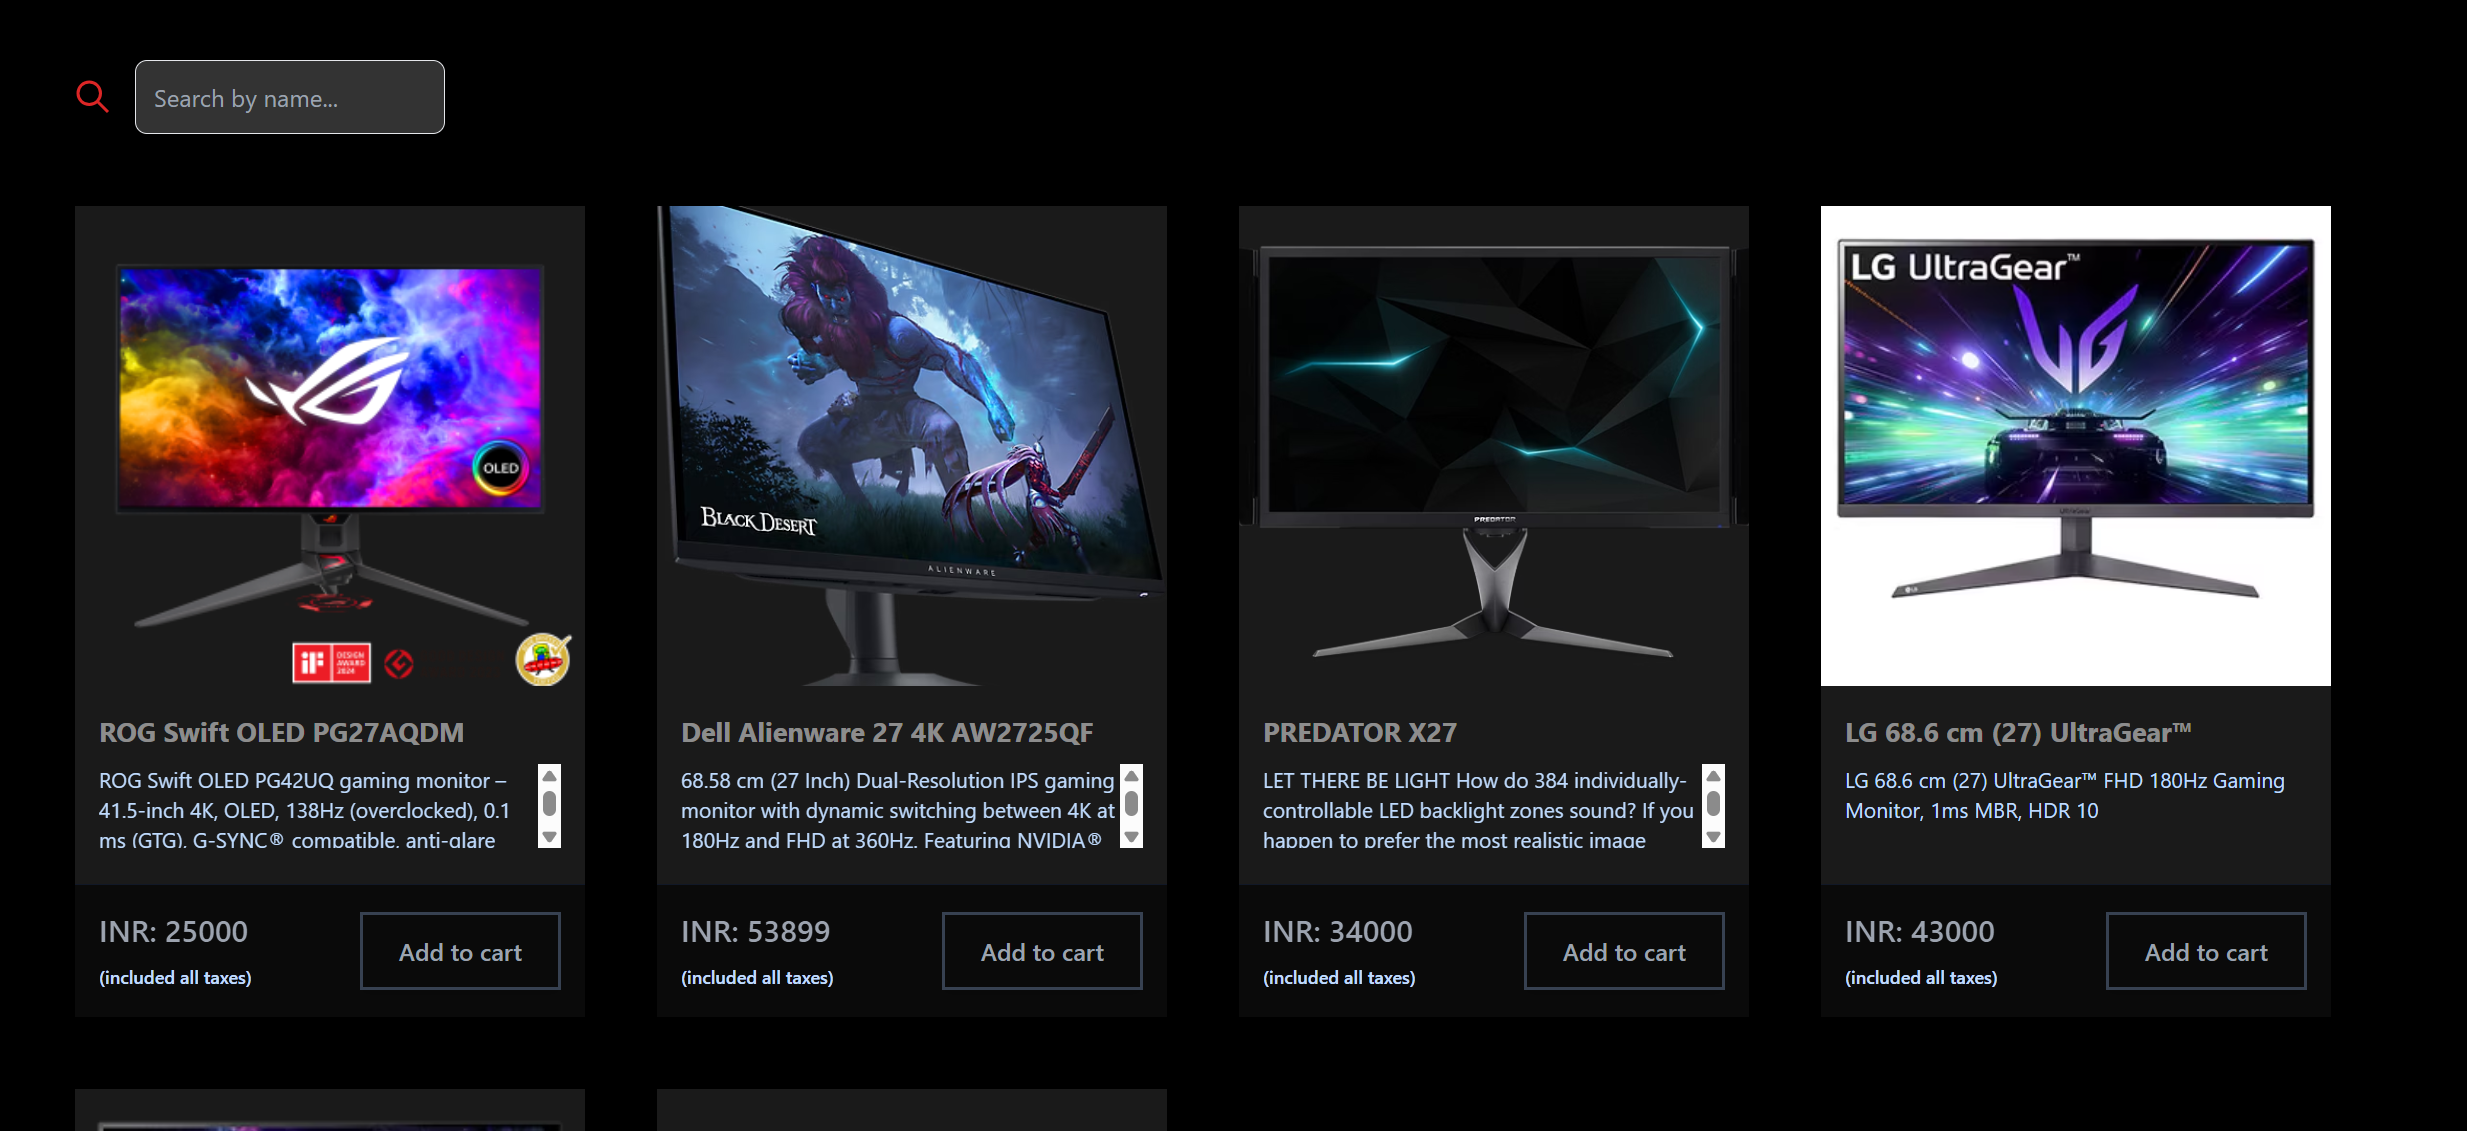 Search by name...
OLED
iF DESIGN AWARD 2024
ROG Swift OLED PG27AQDM
ROG Swift OLED PG42UQ gaming monitor –
41.5-inch 4K, OLED, 138Hz (overclocked), 0.1
ms (GTG), G-SYNC® compatible, anti-glare
INR: 25000
(included all taxes)
Add to cart
BLACK DESERT
ALIENWARE
Dell Alienware 27 4K AW2725QF
68.58 cm (27 Inch) Dual-Resolution IPS gaming
monitor with dynamic switching between 4K at
180Hz and FHD at 360Hz. Featuring NVIDIA®
INR: 53899
(included all taxes)
Add to cart
PREDATOR
PREDATOR X27
LET THERE BE LIGHT How do 384 individually-
controllable LED backlight zones sound? If you
happen to prefer the most realistic image
INR: 34000
(included all taxes)
Add to cart
LG UltraGear™
UltraGear
LG
LG 68.6 cm (27) UltraGear™
LG 68.6 cm (27) UltraGear™ FHD 180Hz Gaming
Monitor, 1ms MBR, HDR 10
INR: 43000
(included all taxes)
Add to cart